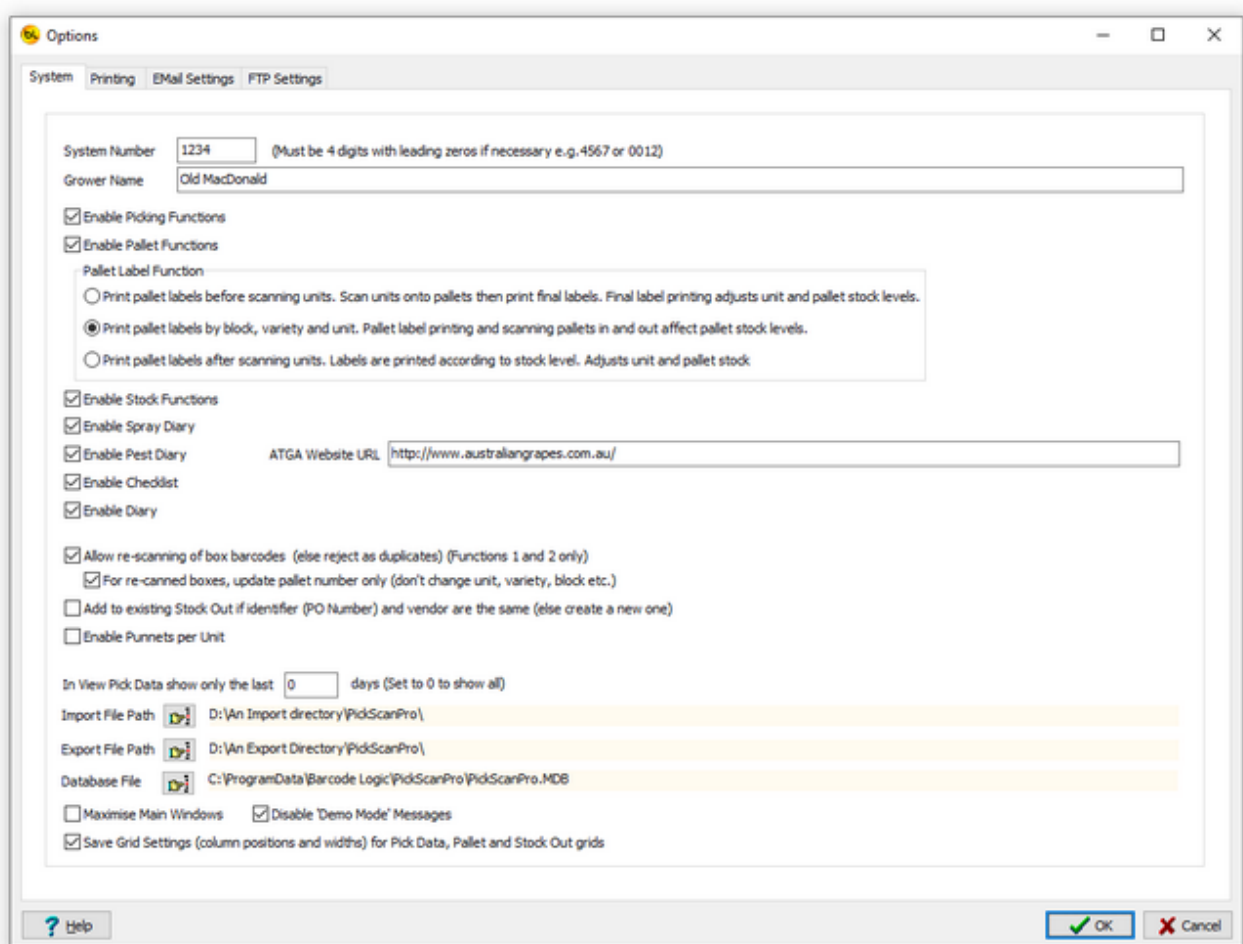 Options
System Printing EMail Settings FTP Settings
System Number 1234 (Must be 4 digits with leading zeros if necessary e.g.4567 or 0012)
Grower Name Old MacDonald
Enable Picking Functions
Enable Pallet Functions
Pallet Label Function
Print pallet labels before scanning units. Scan units onto pallets then print final labels. Final label printing adjusts unit and pallet stock levels.
Print pallet labels by block, variety and unit. Pallet label printing and scanning pallets in and out affect pallet stock levels.
Print pallet labels after scanning units. Labels are printed according to stock level. Adjusts unit and pallet stock
Enable Stock Functions
Enable Spray Diary
Enable Pest Diary ATGA Website URL http://www.australiangrapes.com.au/
Enable Checklist
Enable Diary
Allow re-scanning of box barcodes (else reject as duplicates) (Functions 1 and 2 only)
For re-canned boxes, update pallet number only (don't change unit, variety, block etc.)
Add to existing Stock Out if identifier (PO Number) and vendor are the same (else create a new one)
Enable Punnets per Unit
In View Pick Data show only the last 0 days (Set to 0 to show all)
Import File Path D:\An Import directory\PickScanPro\
Export File Path D:\An Export Directory\PickScanPro\
Database File C:\ProgramData\Barcode Logic\PickScanPro\PickScanPro.MDB
Maximise Main Windows Disable 'Demo Mode' Messages
Save Grid Settings (column positions and widths) for Pick Data, Pallet and Stock Out grids
? Help OK Cancel